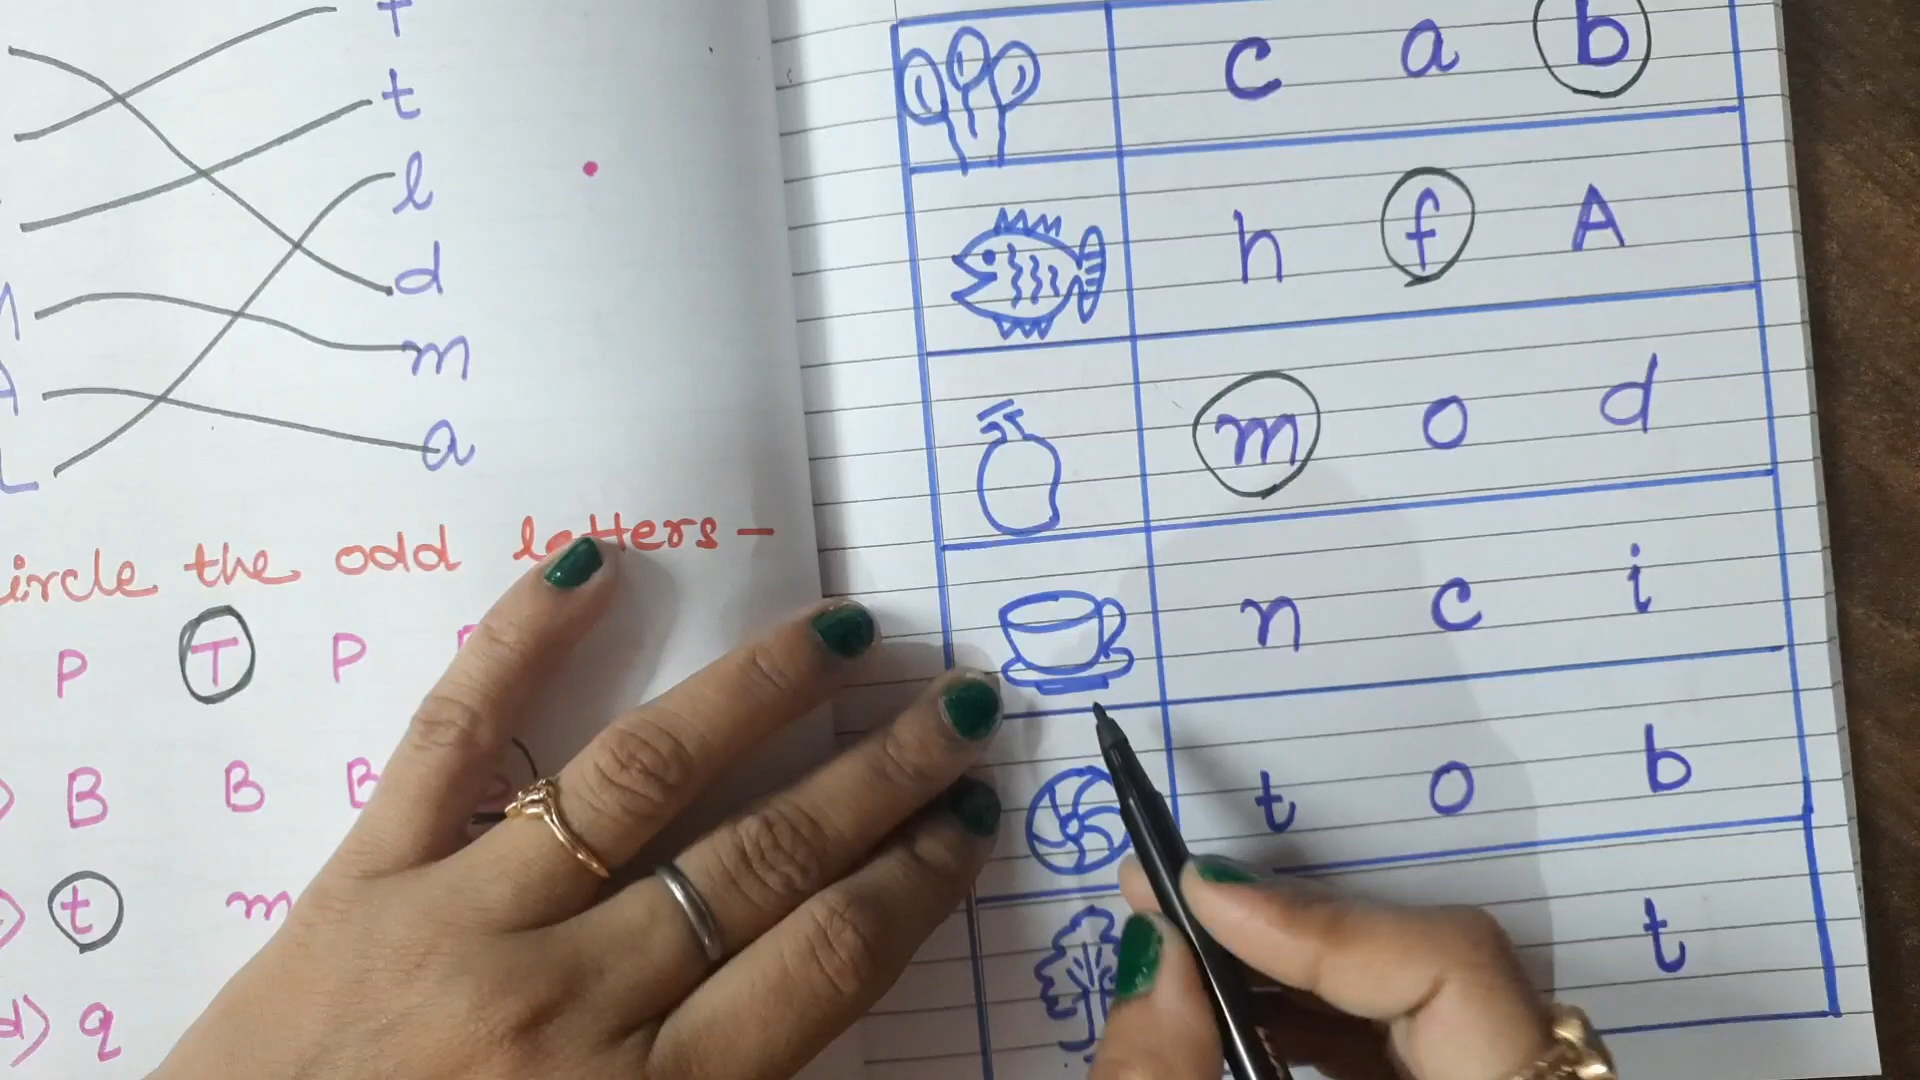 t
l
d
m
A
a
L
ircle the odd letters-
P T P
B B B
t m
d) q
c a b
h f A
m o d
n c i
t o b
t